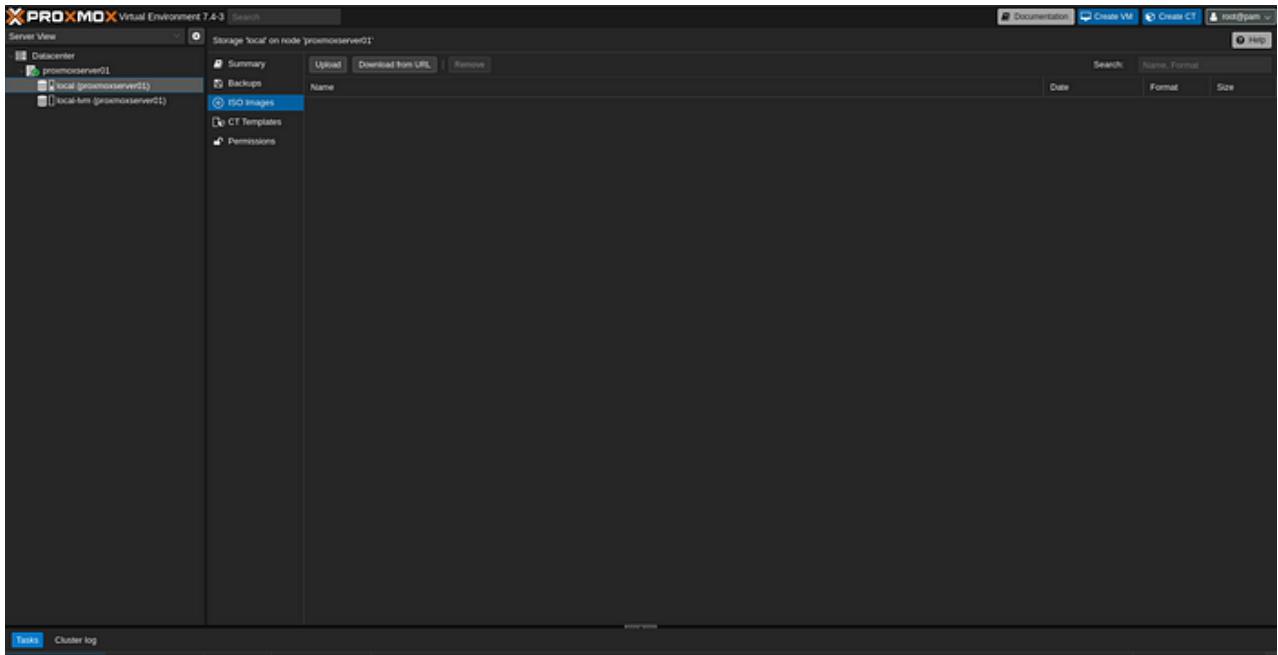 PROXMOX Virtual Environment 7.4-3 Search Documentation Create VM Create CT root@pam
Server View
Storage 'local' on node 'proxmoxserver01' Help
Datacenter
proxmoxserver01
local (proxmoxserver01)
local-lvm (proxmoxserver01)
Summary
Backups
ISO Images
CT Templates
Permissions
Upload Download from URL Remove Search: Name, Format
Name Date Format Size
Tasks Cluster log